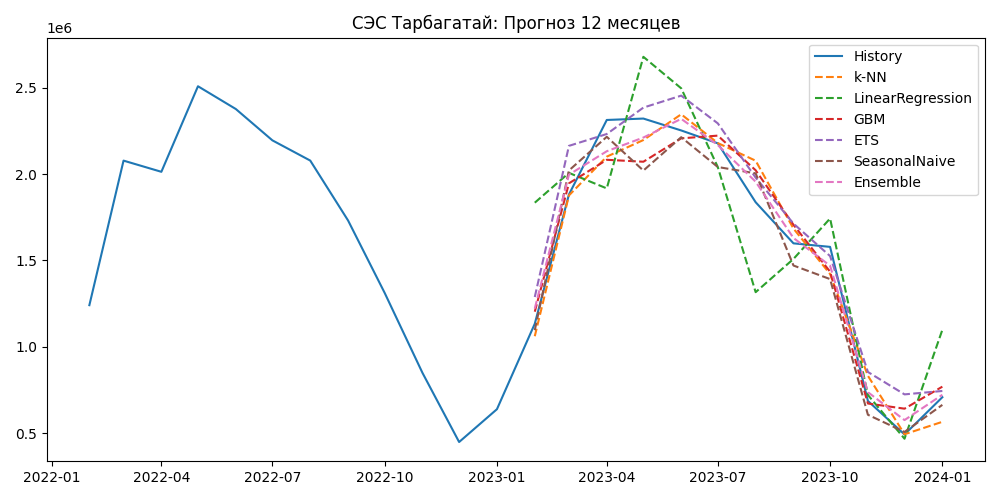 СЭС Тарбагатай: Прогноз 12 месяцев
1e6
2.5
2.0
1.5
1.0
0.5
History
k-NN
LinearRegression
GBM
ETS
SeasonalNaive
Ensemble
2022-01 2022-04 2022-07 2022-10 2023-01 2023-04 2023-07 2023-10 2024-01